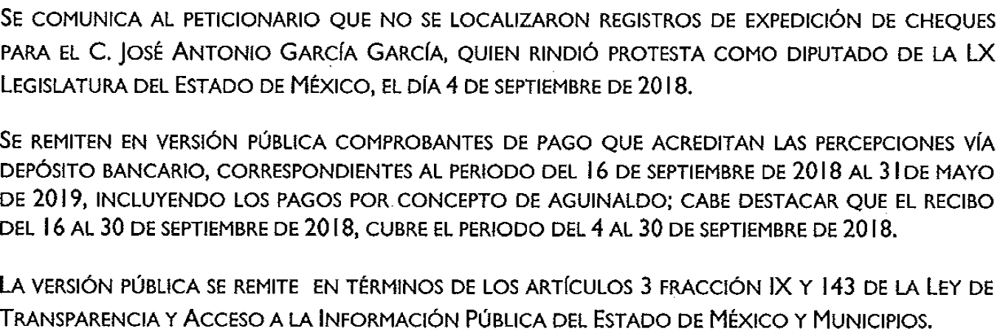 SE COMUNICA AL PETICIONARIO QUE NO SE LOCALIZARON REGISTROS DE EXPEDICIÓN DE CHEQUES
PARA EL C. JOSÉ ANTONIO GARCÍA GARCÍA, QUIEN RINDIÓ PROTESTA COMO DIPUTADO DE LA LX
LEGISLATURA DEL ESTADO DE MÉXICO, EL DÍA 4 DE SEPTIEMBRE DE 2018.
SE REMITEN EN VERSIÓN PÚBLICA COMPROBANTES DE PAGO QUE ACREDITAN LAS PERCEPCIONES VÍA
DEPÓSITO BANCARIO, CORRESPONDIENTES AL PERIODO DEL 16 DE SEPTIEMBRE DE 2018 AL 31DE MAYO
DE 2019, INCLUYENDO LOS PAGOS POR CONCEPTO DE AGUINALDO; CABE DESTACAR QUE EL RECIBO
DEL 16 AL 30 DE SEPTIEMBRE DE 2018, CUBRE EL PERIODO DEL 4 AL 30 DE SEPTIEMBRE DE 2018.
LA VERSIÓN PÚBLICA SE REMITE EN TÉRMINOS DE LOS ARTÍCULOS 3 FRACCIÓN IX Y 143 DE LA LEY DE
TRANSPARENCIA Y ACCESO A LA INFORMACIÓN PÚBLICA DEL ESTADO DE MÉXICO Y MUNICIPIOS.